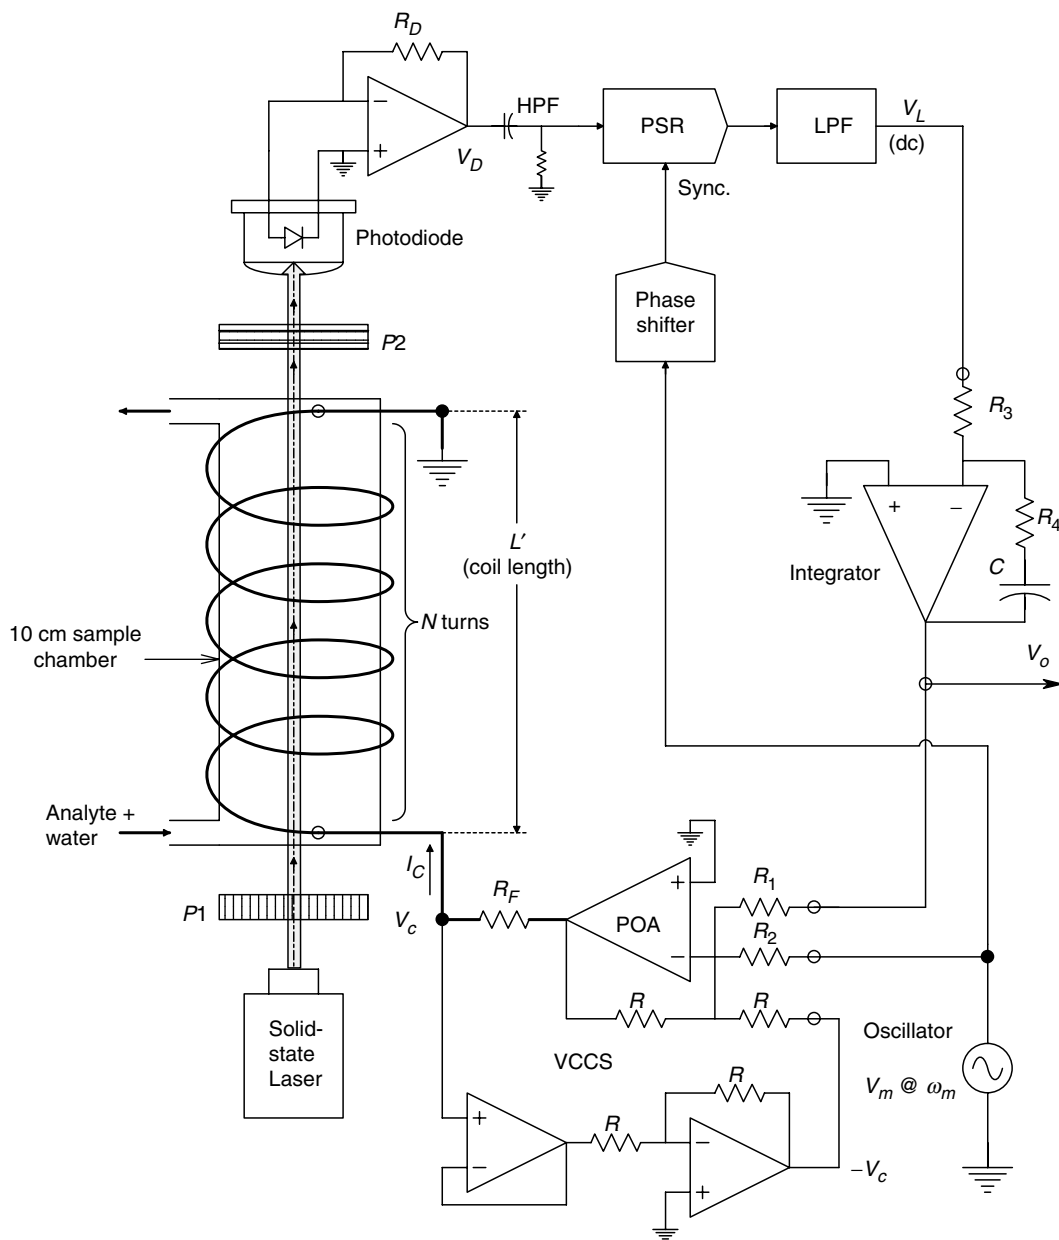 R_D
HPF
PSR
LPF
V_L
(dc)
V_D
Sync.
Photodiode
Phase
shifter
P2
R_3
L'
(coil length)
+
−
R_4
C
Integrator
N turns
10 cm sample
chamber
V_o
Analyte +
water
I_C
R_F
+
POA
−
R_1
R_2
P1
V_c
R
R
Oscillator
Solid-
state
Laser
VCCS
V_m @ ω_m
R
R
+
−
−
+
−V_c
−
+